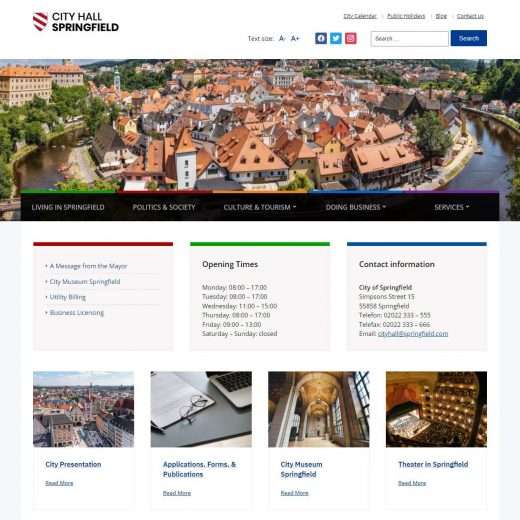 City Calendar
Public Holidays
Blog
Contact us
CITY HALL
SPRINGFIELD
Text size: A- A+
Search ...
Search
LIVING IN SPRINGFIELD
POLITICS & SOCIETY
CULTURE & TOURISM
DOING BUSINESS
SERVICES
A Message from the Mayor
City Museum Springfield
Utility Billing
Business Licensing
Opening Times
Monday: 08:00 – 17:00
Tuesday: 09:00 – 17:00
Wednesday: 11:00 – 15:00
Thursday: 08:00 – 17:00
Friday: 09:00 – 13:00
Saturday – Sunday: closed
Contact information
City of Springfield
Simpsons Street 15
55858 Springfield
Telefon: 02022 333 – 555
Telefax: 02022 333 – 666
Email: cityhall@springfield.com
City Presentation
Read More
Applications, Forms, &
Publications
Read More
City Museum
Springfield
Read More
Theater in Springfield
Read More